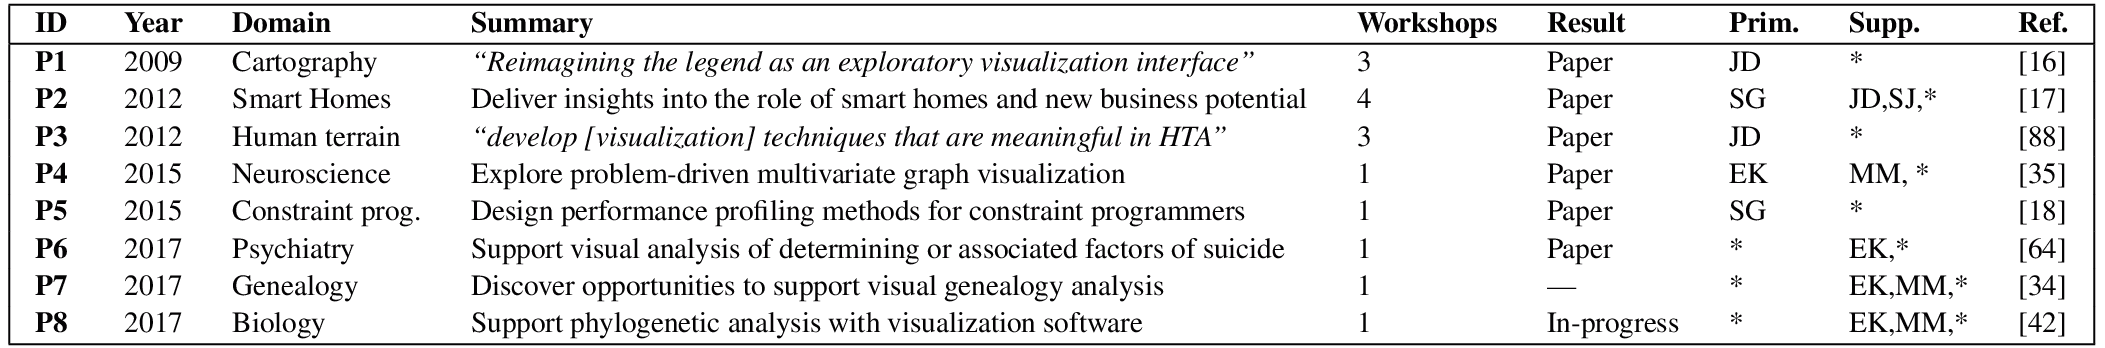 ID Year Domain Summary Workshops Result Prim. Supp. Ref.
P1 2009 Cartography “Reimagining the legend as an exploratory visualization interface” 3 Paper JD * [16]
P2 2012 Smart Homes Deliver insights into the role of smart homes and new business potential 4 Paper SG JD,SJ,* [17]
P3 2012 Human terrain “develop [visualization] techniques that are meaningful in HTA” 3 Paper JD * [88]
P4 2015 Neuroscience Explore problem-driven multivariate graph visualization 1 Paper EK MM, * [35]
P5 2015 Constraint prog. Design performance profiling methods for constraint programmers 1 Paper SG * [18]
P6 2017 Psychiatry Support visual analysis of determining or associated factors of suicide 1 Paper * EK,* [64]
P7 2017 Genealogy Discover opportunities to support visual genealogy analysis 1 — * EK,MM,* [34]
P8 2017 Biology Support phylogenetic analysis with visualization software 1 In-progress * EK,MM,* [42]